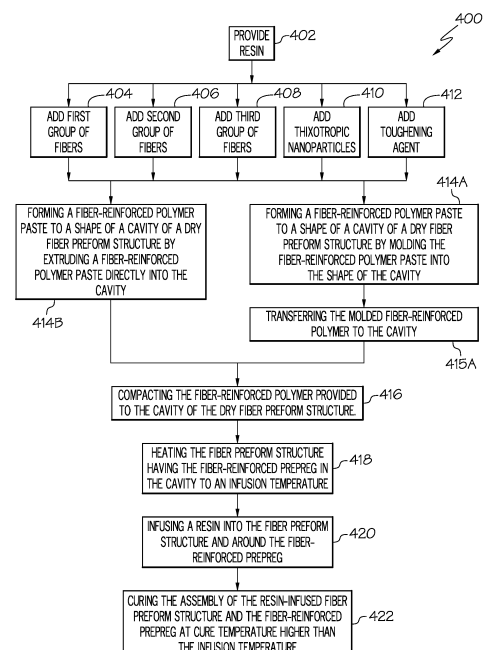 400
PROVIDE
RESIN
402
404
406
408
410
412
ADD FIRST
GROUP OF
FIBERS
ADD SECOND
GROUP OF
FIBERS
ADD THIRD
GROUP OF
FIBERS
ADD
THIXOTROPIC
NANOPARTICLES
ADD
TOUGHENING
AGENT
414A
FORMING A FIBER-REINFORCED POLYMER
PASTE TO A SHAPE OF A CAVITY OF A DRY
FIBER PREFORM STRUCTURE BY
EXTRUDING A FIBER-REINFORCED
POLYMER PASTE DIRECTLY INTO THE
CAVITY
414B
FORMING A FIBER-REINFORCED POLYMER PASTE
TO A SHAPE OF A CAVITY OF A DRY FIBER
PREFORM STRUCTURE BY MOLDING THE
FIBER-REINFORCED POLYMER PASTE INTO
THE SHAPE OF THE CAVITY
TRANSFERRING THE MOLDED FIBER-REINFORCED
POLYMER TO THE CAVITY
415A
COMPACTING THE FIBER-REINFORCED POLYMER PROVIDED
TO THE CAVITY OF THE DRY FIBER PREFORM STRUCTURE.
416
HEATING THE FIBER PREFORM STRUCTURE
HAVING THE FIBER-REINFORCED PREPREG IN
THE CAVITY TO AN INFUSION TEMPERATURE
418
INFUSING A RESIN INTO THE FIBER PREFORM
STRUCTURE AND AROUND THE FIBER-
REINFORCED PREPREG
420
CURING THE ASSEMBLY OF THE RESIN-INFUSED FIBER
PREFORM STRUCTURE AND THE FIBER-REINFORCED
PREPREG AT CURE TEMPERATURE HIGHER THAN
THE INFUSION TEMPERATURE
422